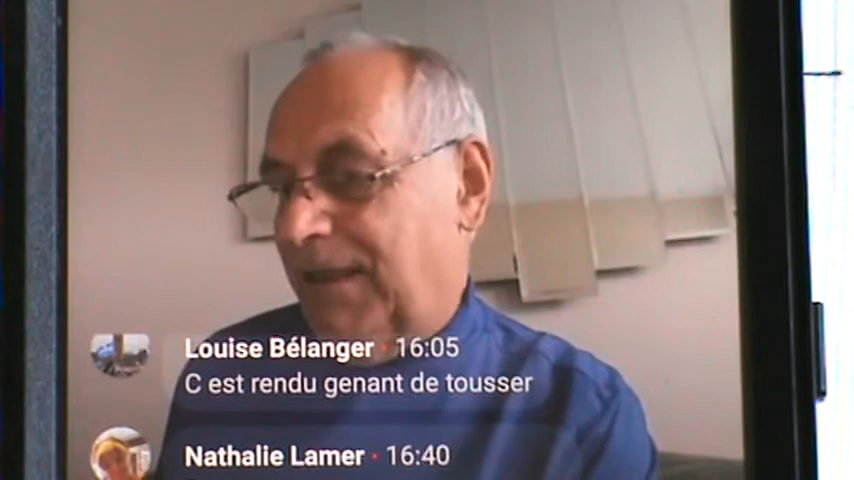 Louise Bélanger · 16:05
C est rendu genant de tousser
Nathalie Lamer · 16:40